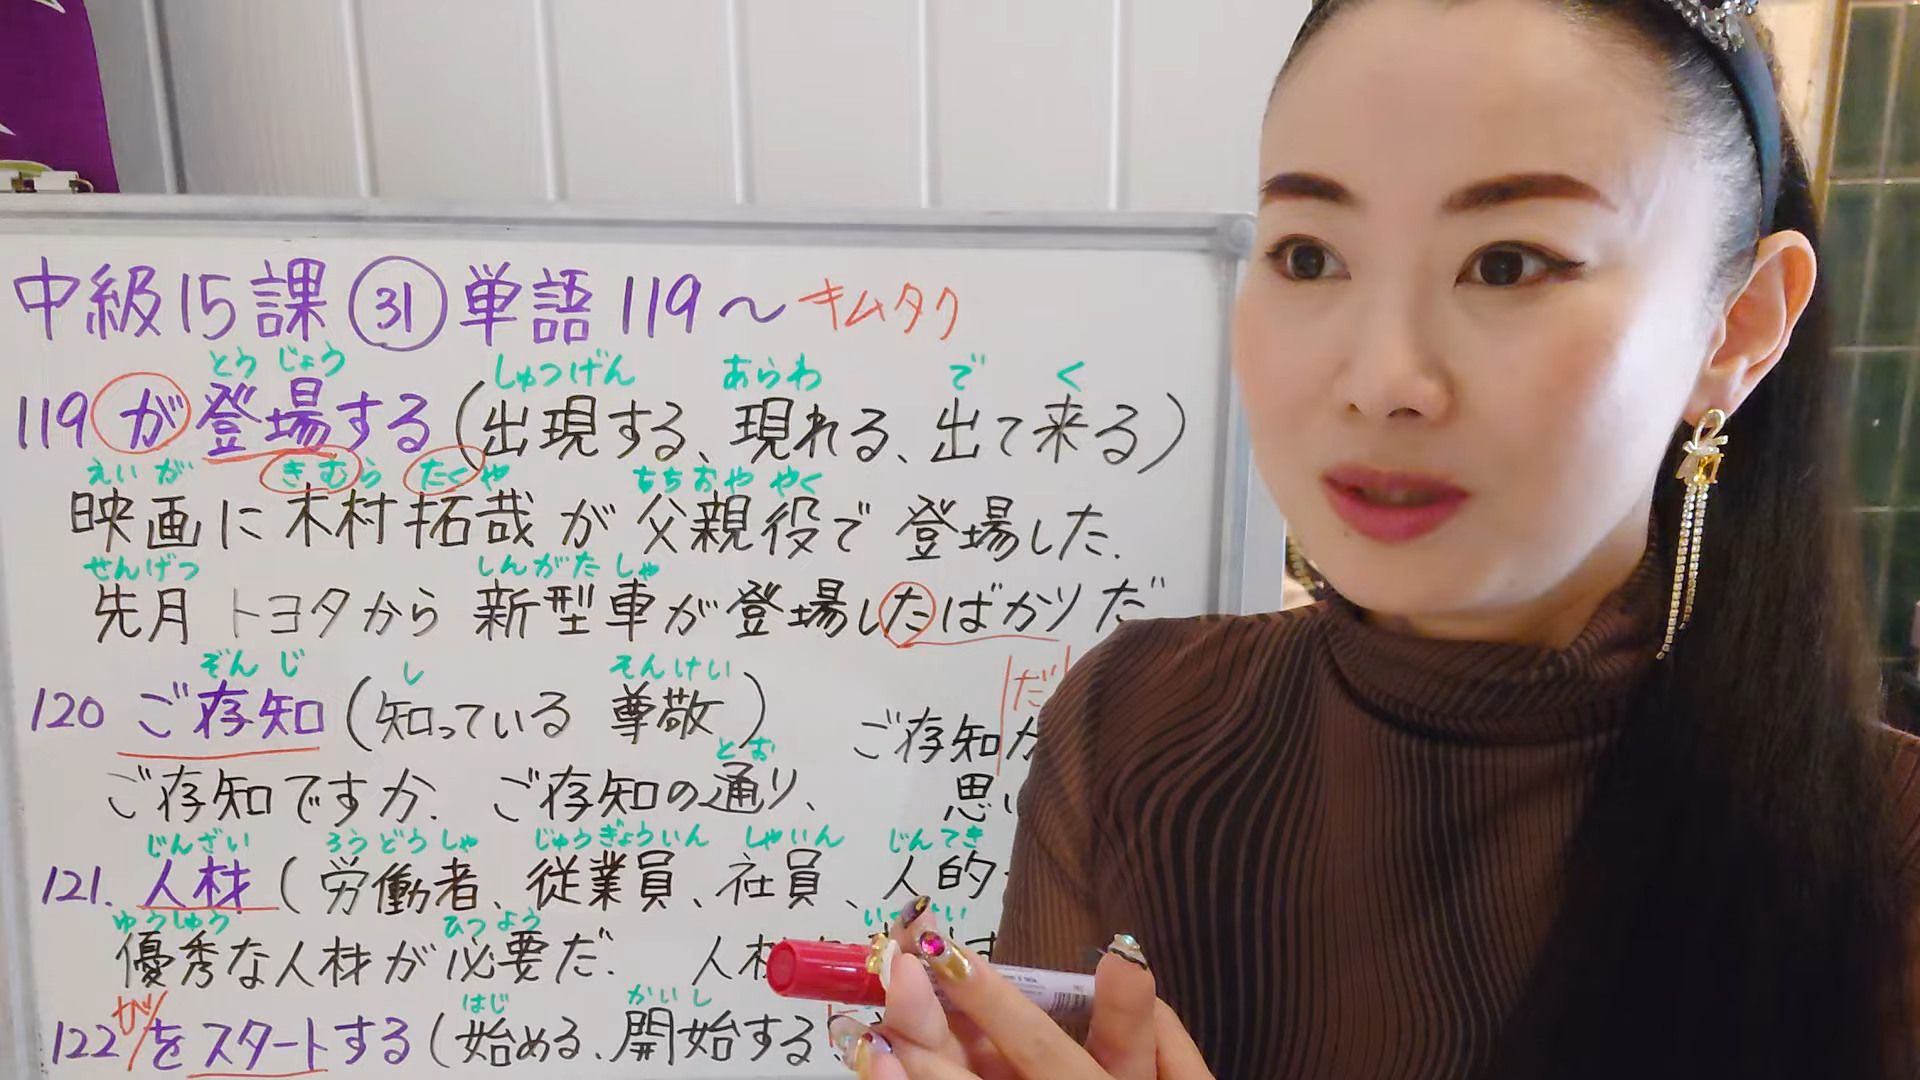 中級15課 ㉛ 単語119～ キムタク
とうじょう しゅつげん あらわ で く
119 が登場する(出現する、現れる、出て来る)
えいが きむら たくや ちちおや やく
映画に木村拓哉が父親役で登場した.
せんげつ しんがたしゃ
先月トヨタから新型車が登場したばかりだ
ぞんじ し そんけい
120 ご存知(知っている 尊敬)
だ
ご存知か
とお
ご存知ですか. ご存知の通り、
思い
じんざい ろうどうしゃ じゅうぎょういん しゃいん じんてき
121. 人材(労働者、従業員、社員、人的
ゆうしゅう ひつよう
優秀な人材が必要だ. 人材
はじ かいし
122 が/をスタートする(始める、開始する